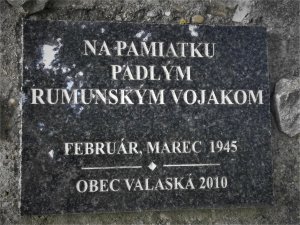 NA PAMIATKU
PADLÝM
RUMUNSKÝM VOJAKOM
FEBRUÁR, MAREC 1945
OBEC VALASKÁ 2010